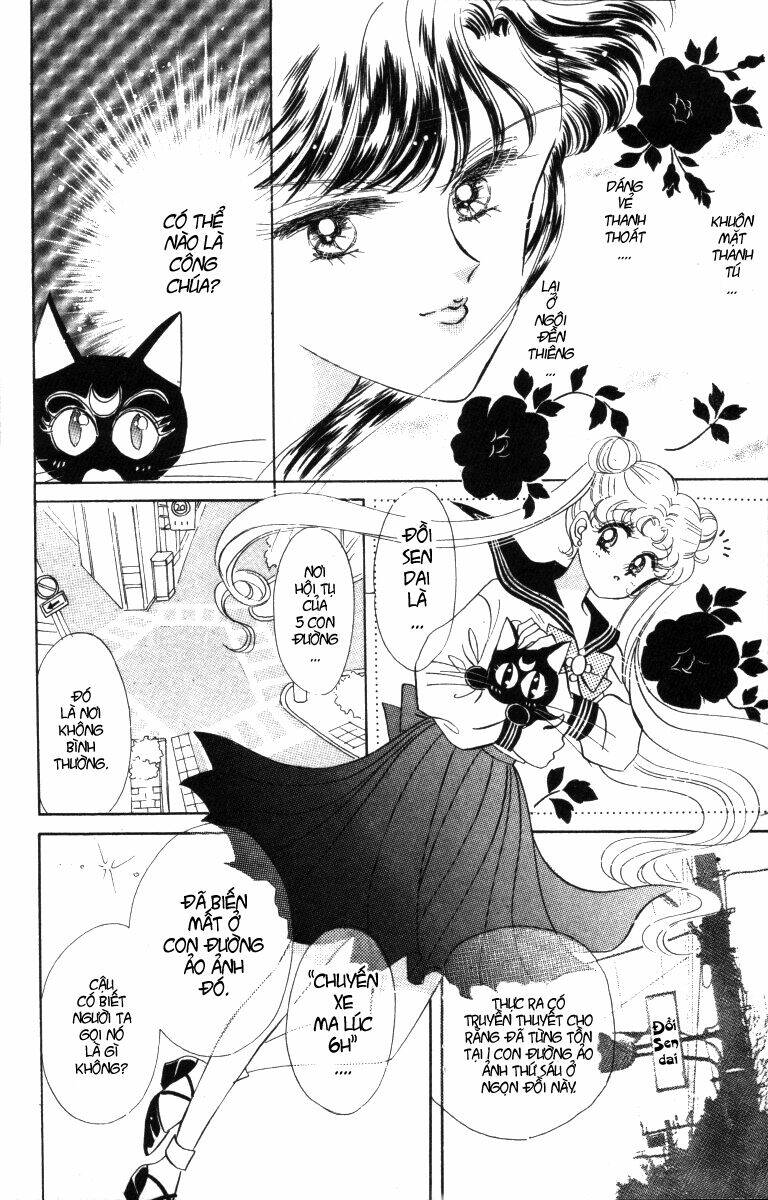 KHUÔN
MẶT
THANH
TÚ
...
DÁNG
VẺ
THANH
THOÁT
....
LẠI
Ở
NGÔI
ĐỀN
THIÊNG
...
CÓ THỂ
NÀO LÀ
CÔNG
CHÚA?
ĐỒI
SEN
DAI LÀ
...
NƠI
HỘI TỤ
CỦA
5 CON
ĐƯỜNG
...
ĐÓ
LÀ NƠI
KHÔNG
BÌNH
THƯỜNG.
20
THỰC RA CÓ
TRUYỀN THUYẾT CHO
RẰNG ĐÃ TỪNG TỒN
TẠI 1 CON ĐƯỜNG ẢO
ẢNH THỨ SÁU Ở
NGỌN ĐỒI NÀY.
Đồi
Sen
dai
"CHUYẾN
XE
MA LÚC
6H"
....
ĐÃ BIẾN
MẤT Ở
CON ĐƯỜNG
ẢO ẢNH
ĐÓ.
CẬU
CÓ BIẾT
NGƯỜI TA
GỌI NÓ
LÀ GÌ
KHÔNG?